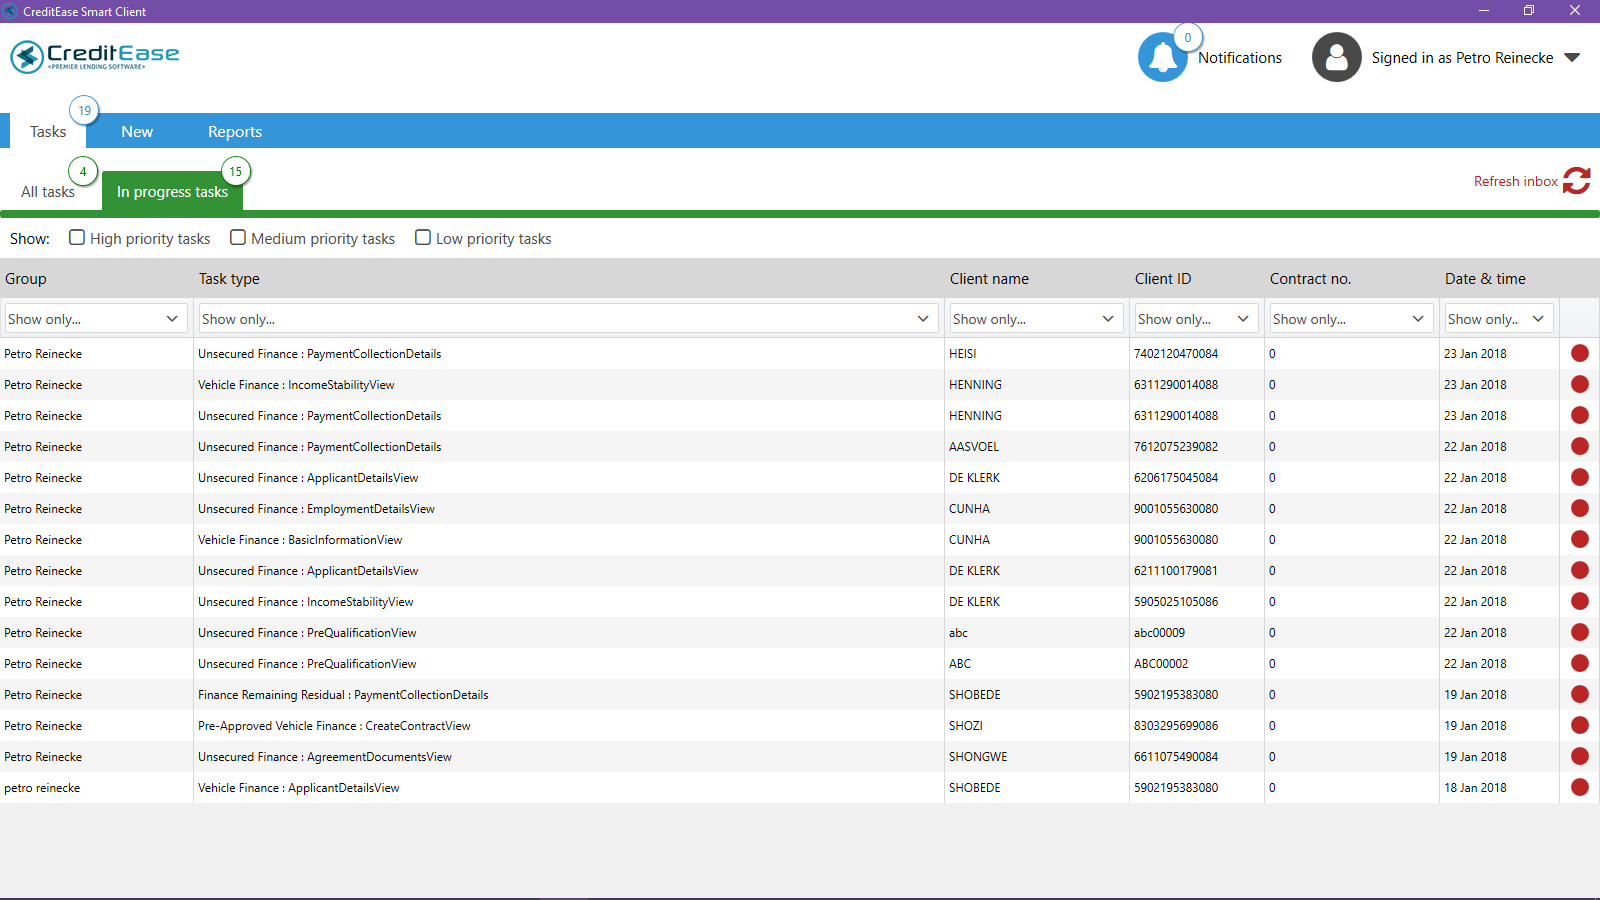 CreditEase Smart Client
CreditEase
<PREMIER LENDING SOFTWARE>
0
Notifications
Signed in as Petro Reinecke
19
Tasks New Reports
4
15
All tasks In progress tasks
Refresh inbox
Show: High priority tasks Medium priority tasks Low priority tasks
Group Task type Client name Client ID Contract no. Date & time
Show only... Show only... Show only... Show only... Show only... Show only...
Petro Reinecke Unsecured Finance : PaymentCollectionDetails HEISI 7402120470084 0 23 Jan 2018
Petro Reinecke Vehicle Finance : IncomeStabilityView HENNING 6311290014088 0 23 Jan 2018
Petro Reinecke Unsecured Finance : PaymentCollectionDetails HENNING 6311290014088 0 23 Jan 2018
Petro Reinecke Unsecured Finance : PaymentCollectionDetails AASVOEL 7612075239082 0 22 Jan 2018
Petro Reinecke Unsecured Finance : ApplicantDetailsView DE KLERK 6206175045084 0 22 Jan 2018
Petro Reinecke Unsecured Finance : EmploymentDetailsView CUNHA 9001055630080 0 22 Jan 2018
Petro Reinecke Vehicle Finance : BasicInformationView CUNHA 9001055630080 0 22 Jan 2018
Petro Reinecke Unsecured Finance : ApplicantDetailsView DE KLERK 6211100179081 0 22 Jan 2018
Petro Reinecke Unsecured Finance : IncomeStabilityView DE KLERK 5905025105086 0 22 Jan 2018
Petro Reinecke Unsecured Finance : PreQualificationView abc abc00009 0 22 Jan 2018
Petro Reinecke Unsecured Finance : PreQualificationView ABC ABC00002 0 22 Jan 2018
Petro Reinecke Finance Remaining Residual : PaymentCollectionDetails SHOBEDE 5902195383080 0 19 Jan 2018
Petro Reinecke Pre-Approved Vehicle Finance : CreateContractView SHOZI 8303295699086 0 19 Jan 2018
Petro Reinecke Unsecured Finance : AgreementDocumentsView SHONGWE 6611075490084 0 19 Jan 2018
petro reinecke Vehicle Finance : ApplicantDetailsView SHOBEDE 5902195383080 0 18 Jan 2018